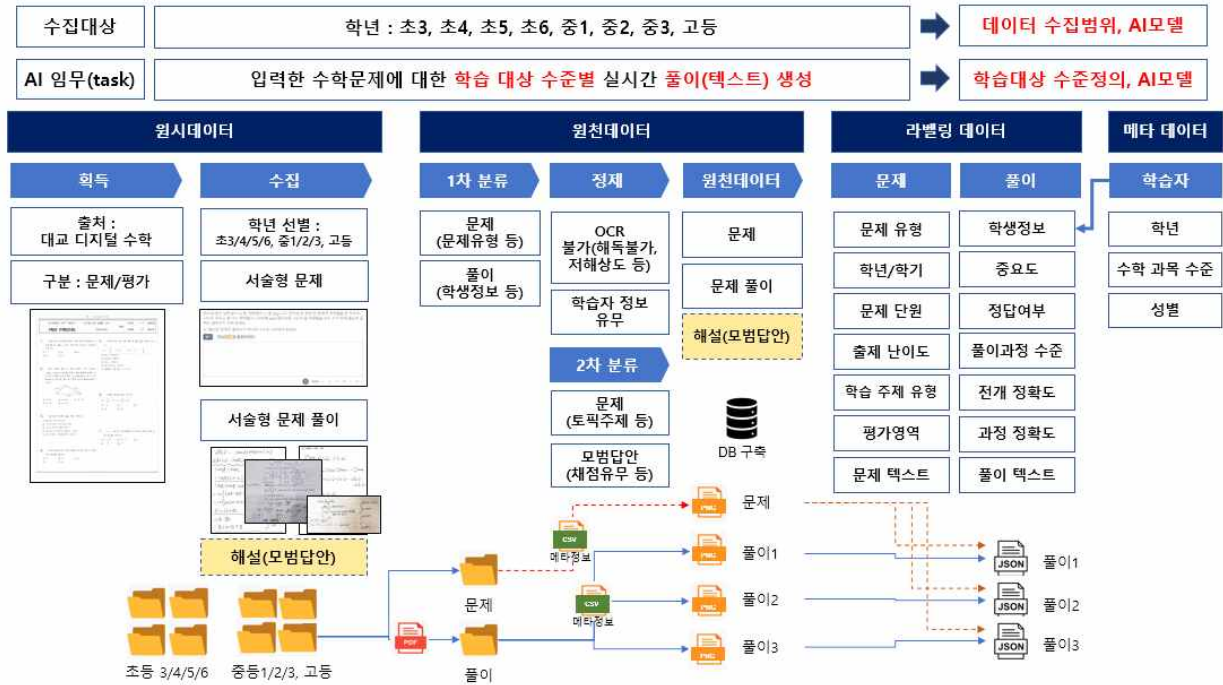 수집대상
학년 : 초3, 초4, 초5, 초6, 중1, 중2, 중3, 고등
데이터 수집범위, AI모델
AI 임무(task)
입력한 수학문제에 대한 학습 대상 수준별 실시간 풀이(텍스트) 생성
학습대상 수준정의, AI모델
원시데이터
원천데이터
라벨링 데이터
메타 데이터
획득
수집
1차 분류
정제
원천데이터
문제
풀이
학습자
출처 :
대교 디지털 수학
구분 : 문제/평가
학년 선별 :
초3/4/5/6, 중1/2/3, 고등
서술형 문제
서술형 문제 풀이
해설(모범답안)
문제
(문제유형 등)
풀이
(학생정보 등)
OCR
불가(해독불가,
저해상도 등)
학습자 정보
유무
2차 분류
문제
(토픽주제 등)
모범답안
(채점유무 등)
문제
문제 풀이
해설(모범답안)
DB 구축
문제 유형
학년/학기
문제 단원
출제 난이도
학습 주제 유형
평가영역
문제 텍스트
학생정보
중요도
정답여부
풀이과정 수준
전개 정확도
과정 정확도
풀이 텍스트
학년
수학 과목 수준
성별
초등 3/4/5/6
중등1/2/3, 고등
PDF
문제
풀이
CSV
메타정보
CSV
메타정보
PNG
문제
PNG
풀이1
PNG
풀이2
PNG
풀이3
JSON
풀이1
JSON
풀이2
JSON
풀이3